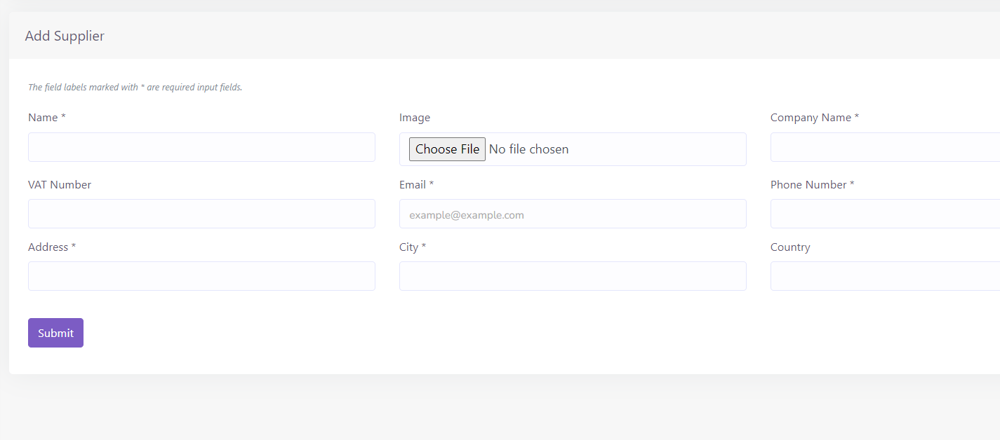 Add Supplier
The field labels marked with * are required input fields.
Name *
Image
Company Name *
Choose File No file chosen
VAT Number
Email *
Phone Number *
example@example.com
Address *
City *
Country
Submit